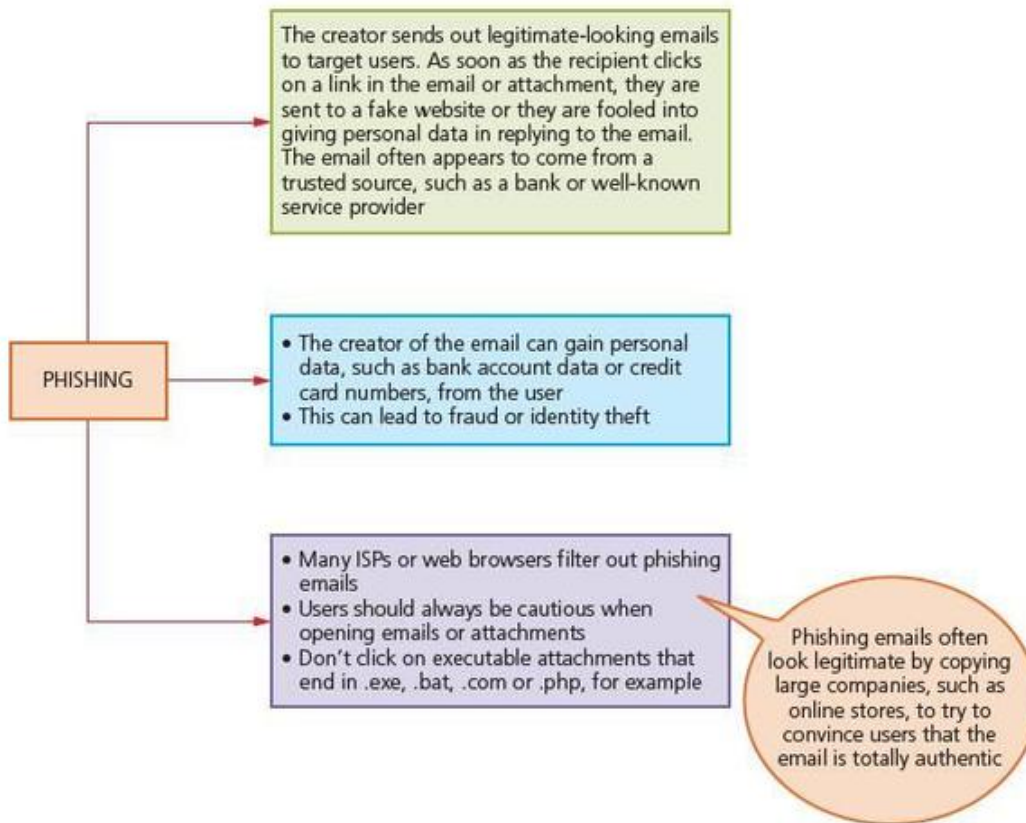 The creator sends out legitimate-looking emails
to target users. As soon as the recipient clicks
on a link in the email or attachment, they are
sent to a fake website or they are fooled into
giving personal data in replying to the email.
The email often appears to come from a
trusted source, such as a bank or well-known
service provider
PHISHING
• The creator of the email can gain personal
data, such as bank account data or credit
card numbers, from the user
• This can lead to fraud or identity theft
• Many ISPs or web browsers filter out phishing
emails
• Users should always be cautious when
opening emails or attachments
• Don’t click on executable attachments that
end in .exe, .bat, .com or .php, for example
Phishing emails often
look legitimate by copying
large companies, such as
online stores, to try to
convince users that the
email is totally authentic